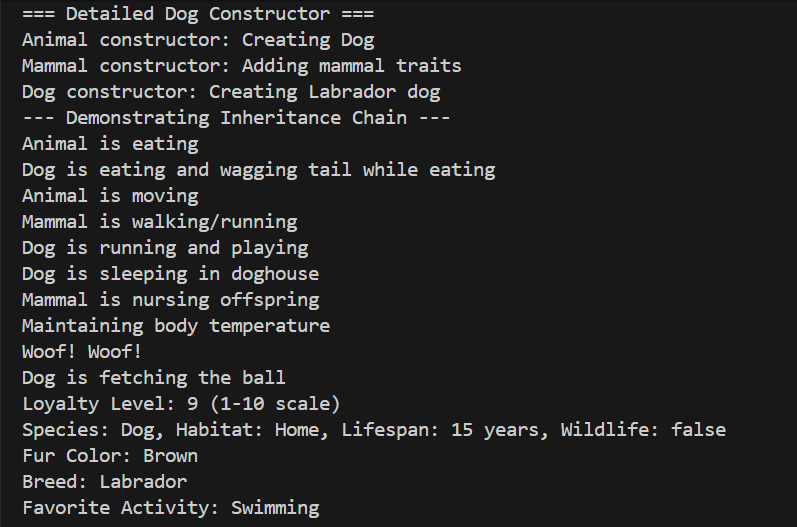 === Detailed Dog Constructor ===
Animal constructor: Creating Dog
Mammal constructor: Adding mammal traits
Dog constructor: Creating Labrador dog
--- Demonstrating Inheritance Chain ---
Animal is eating
Dog is eating and wagging tail while eating
Animal is moving
Mammal is walking/running
Dog is running and playing
Dog is sleeping in doghouse
Mammal is nursing offspring
Maintaining body temperature
Woof! Woof!
Dog is fetching the ball
Loyalty Level: 9 (1-10 scale)
Species: Dog, Habitat: Home, Lifespan: 15 years, Wildlife: false
Fur Color: Brown
Breed: Labrador
Favorite Activity: Swimming